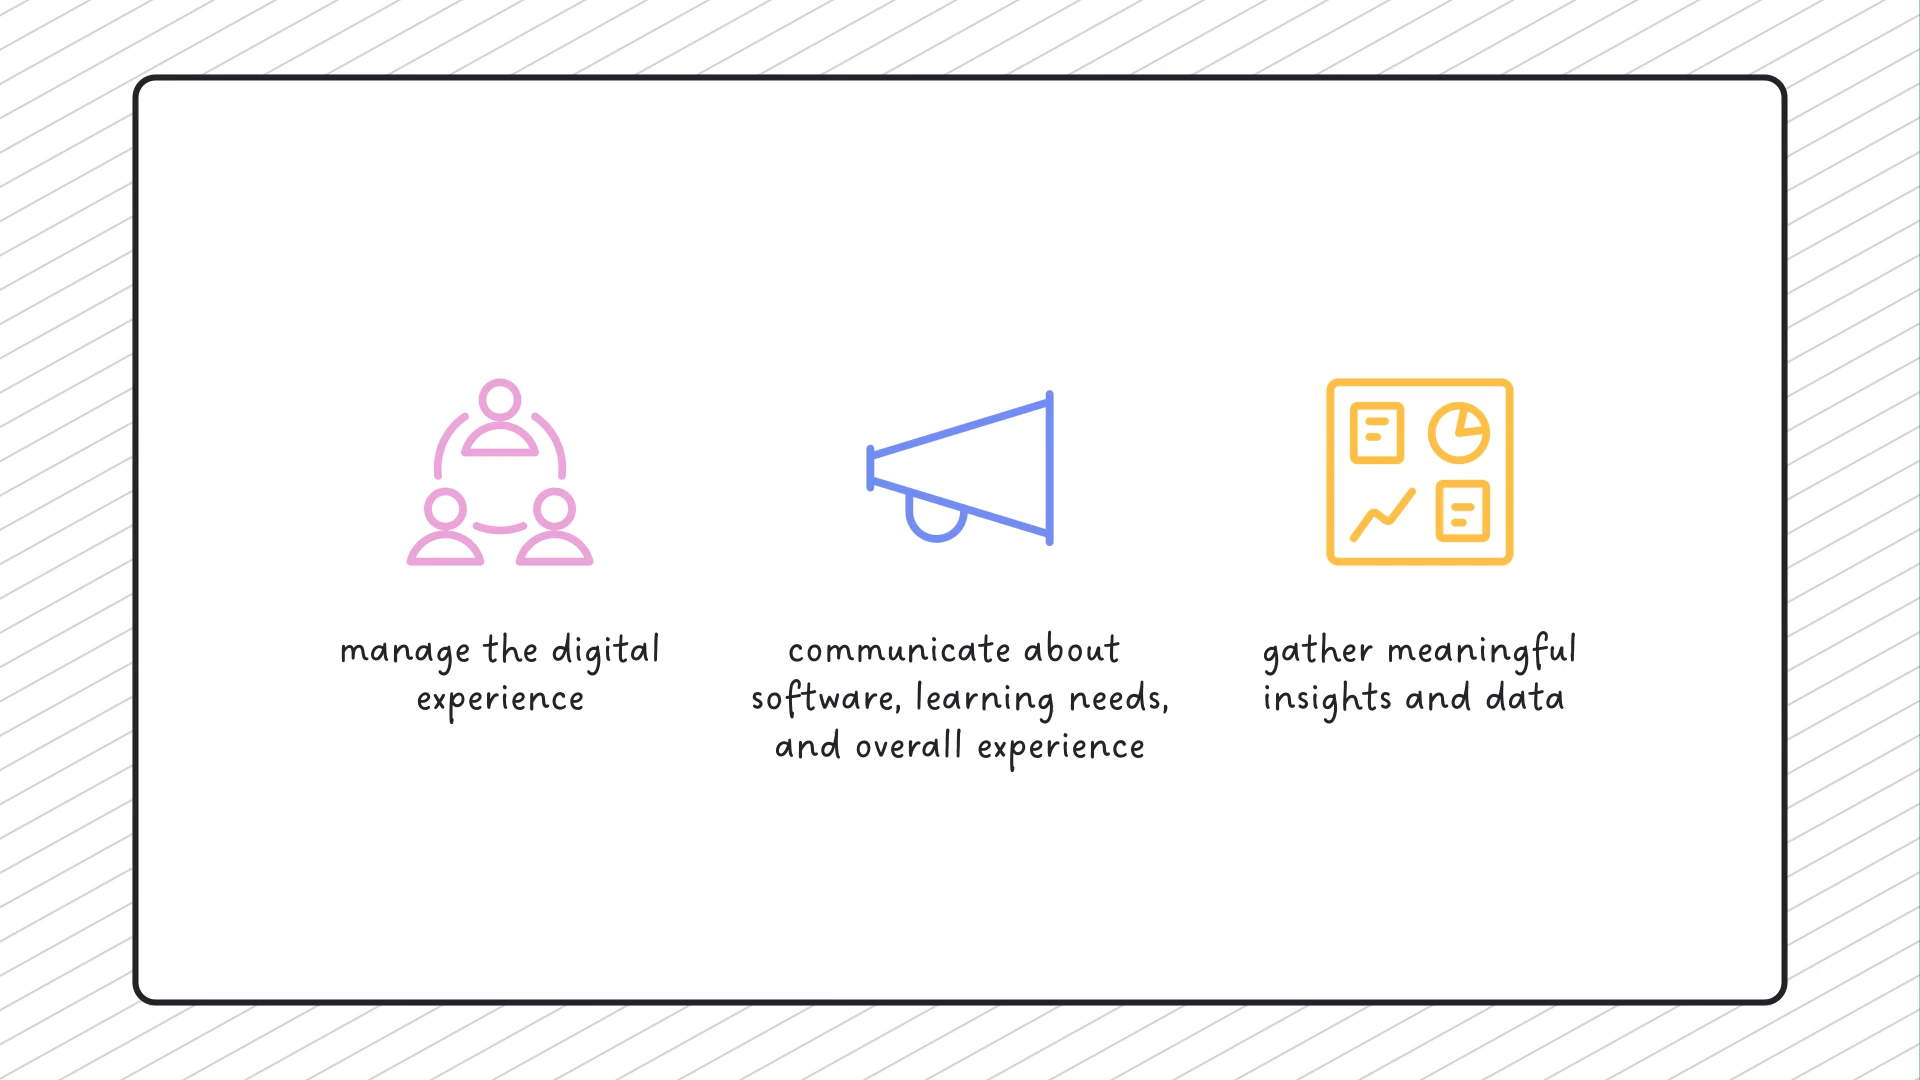 manage the digital
experience
communicate about
software, learning needs,
and overall experience
gather meaningful
insights and data